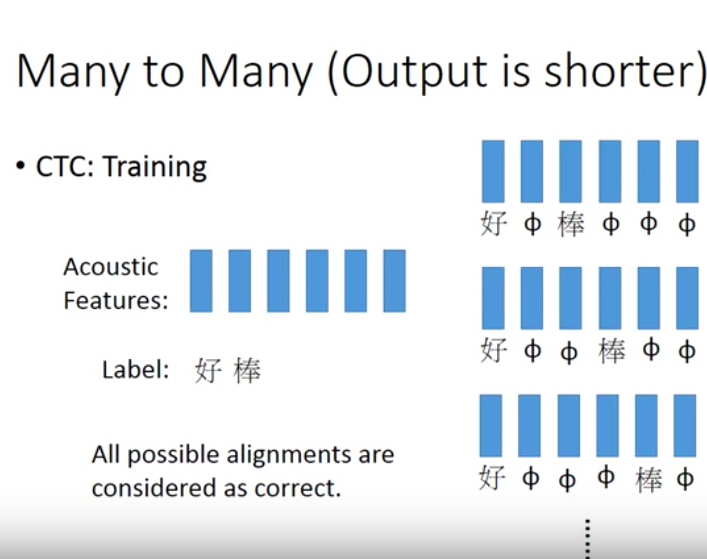 Many to Many (Output is shorter)
• CTC: Training
Acoustic
Features:
Label: 好 棒
All possible alignments are
considered as correct.
好 ф 棒 ф ф ф
好 ф ф 棒 ф ф
好 ф ф ф 棒 ф